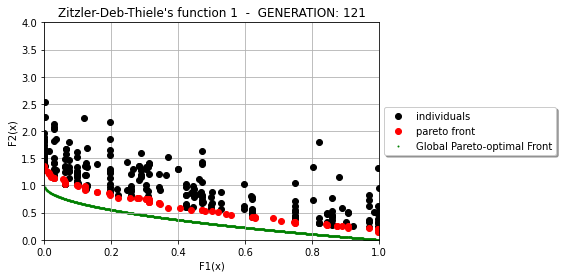 Zitzler-Deb-Thiele's function 1 - GENERATION: 121
4.0
3.5
3.0
2.5
2.0
1.5
1.0
0.5
0.0
F2(x)
0.0 0.2 0.4 0.6 0.8 1.0
F1(x)
individuals
pareto front
Global Pareto-optimal Front